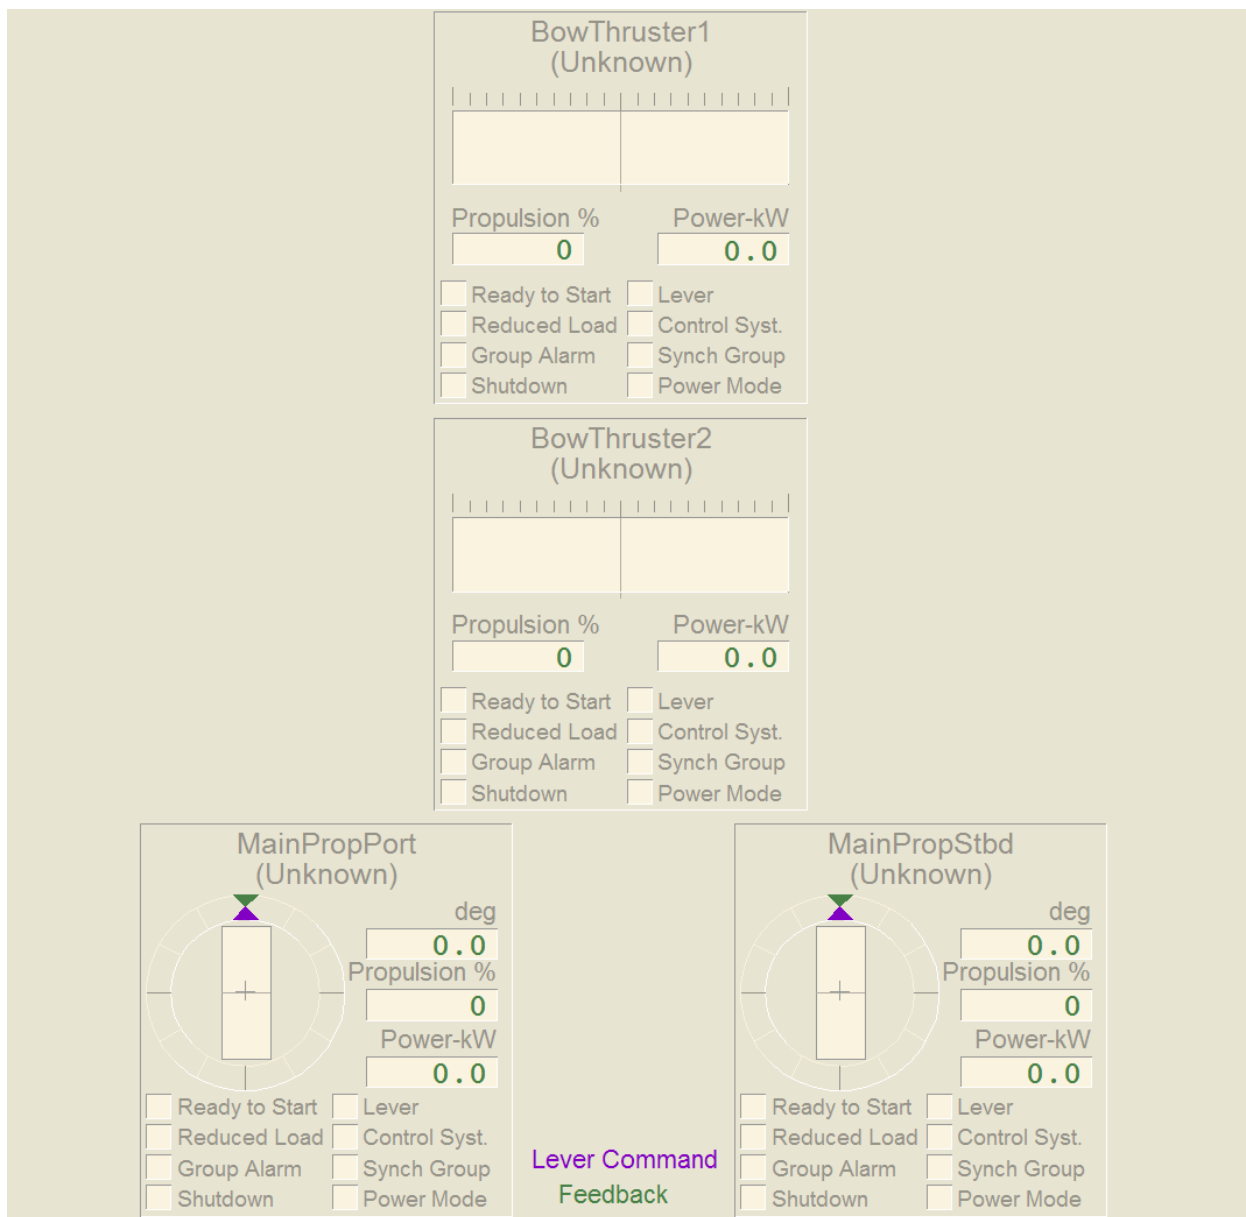 BowThruster1
(Unknown)
Propulsion % Power-kW
0 0.0
Ready to Start Lever
Reduced Load Control Syst.
Group Alarm Synch Group
Shutdown Power Mode
BowThruster2
(Unknown)
Propulsion % Power-kW
0 0.0
Ready to Start Lever
Reduced Load Control Syst.
Group Alarm Synch Group
Shutdown Power Mode
MainPropPort
(Unknown)
deg
0.0
Propulsion %
0
Power-kW
0.0
Ready to Start Lever
Reduced Load Control Syst.
Group Alarm Synch Group
Shutdown Power Mode
Lever Command
Feedback
MainPropStbd
(Unknown)
deg
0.0
Propulsion %
0
Power-kW
0.0
Ready to Start Lever
Reduced Load Control Syst.
Group Alarm Synch Group
Shutdown Power Mode